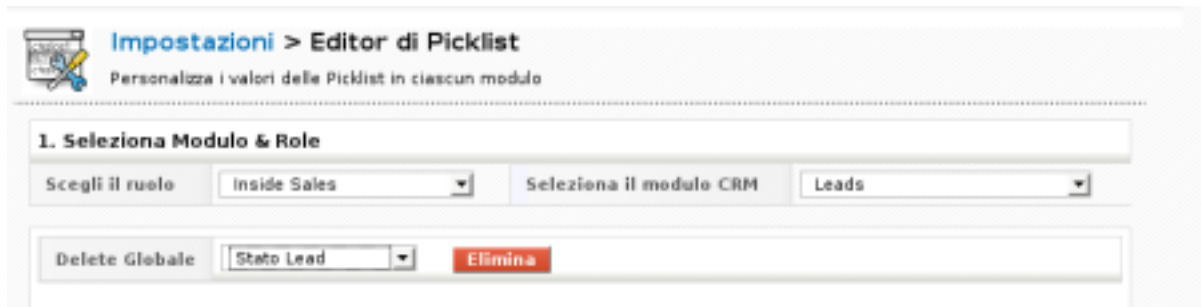 Impostazioni > Editor di Picklist
Personalizza i valori delle Picklist in ciascun modulo
1. Seleziona Modulo & Role
Scegli il ruolo Inside Sales Seleziona il modulo CRM Leads
Delete Globale Stato Lead Elimina